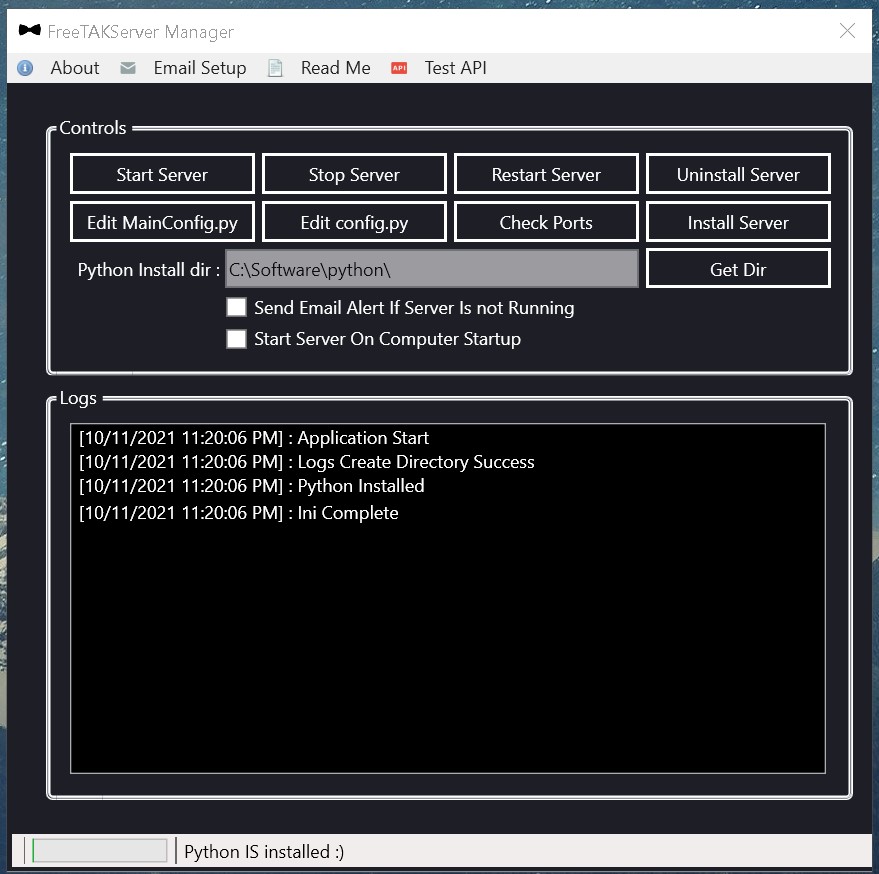 FreeTAKServer Manager
About Email Setup Read Me API Test API
Controls
Start Server Stop Server Restart Server Uninstall Server
Edit MainConfig.py Edit config.py Check Ports Install Server
Python Install dir : C:\Software\python\ Get Dir
Send Email Alert If Server Is not Running
Start Server On Computer Startup
Logs
[10/11/2021 11:20:06 PM] : Application Start
[10/11/2021 11:20:06 PM] : Logs Create Directory Success
[10/11/2021 11:20:06 PM] : Python Installed
[10/11/2021 11:20:06 PM] : Ini Complete
Python IS installed :)